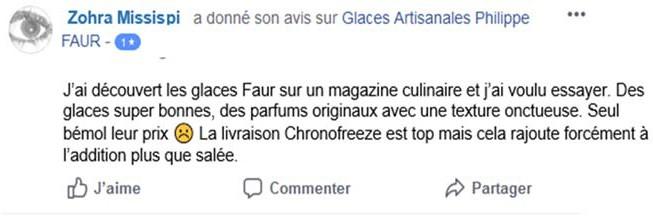 Zohra Missispi a donné son avis sur Glaces Artisanales Philippe
FAUR - 1★
J'ai découvert les glaces Faur sur un magazine culinaire et j'ai voulu essayer. Des
glaces super bonnes, des parfums originaux avec une texture onctueuse. Seul
bémol leur prix ☹ La livraison Chronofreeze est top mais cela rajoute forcément à
l'addition plus que salée.
J'aime Commenter Partager